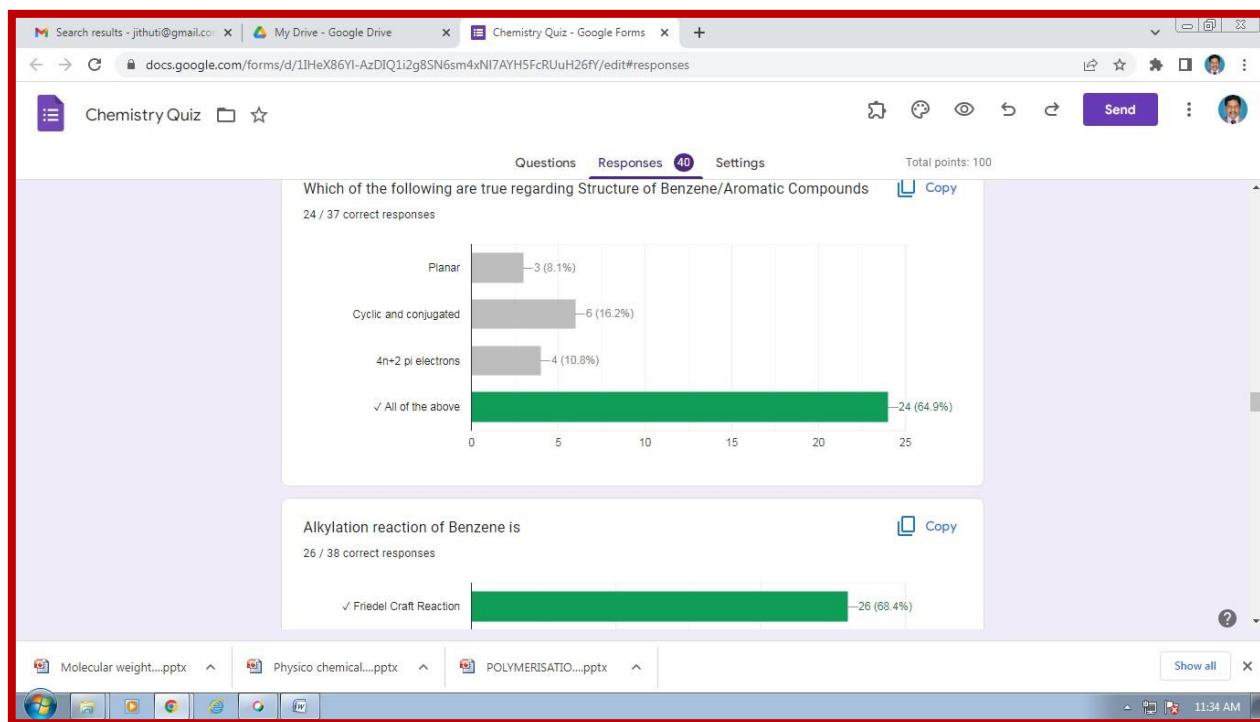 Search results - jithuti@gmail.co
My Drive - Google Drive
Chemistry Quiz - Google Forms
docs.google.com/forms/d/1IHeX86YI-AzDIQ1i2g8SN6sm4xNI7AYH5FcRUuH26fY/edit#responses
Chemistry Quiz
Send
Questions Responses 40 Settings Total points: 100
Which of the following are true regarding Structure of Benzene/Aromatic Compounds
Copy
24 / 37 correct responses
Planar 3 (8.1%)
Cyclic and conjugated 6 (16.2%)
4n+2 pi electrons 4 (10.8%)
✓ All of the above 24 (64.9%)
0 5 10 15 20 25
Alkylation reaction of Benzene is
Copy
26 / 38 correct responses
✓ Friedel Craft Reaction 26 (68.4%)
Molecular weight....pptx
Physico chemical....pptx
POLYMERISATIO....pptx
Show all
11:34 AM